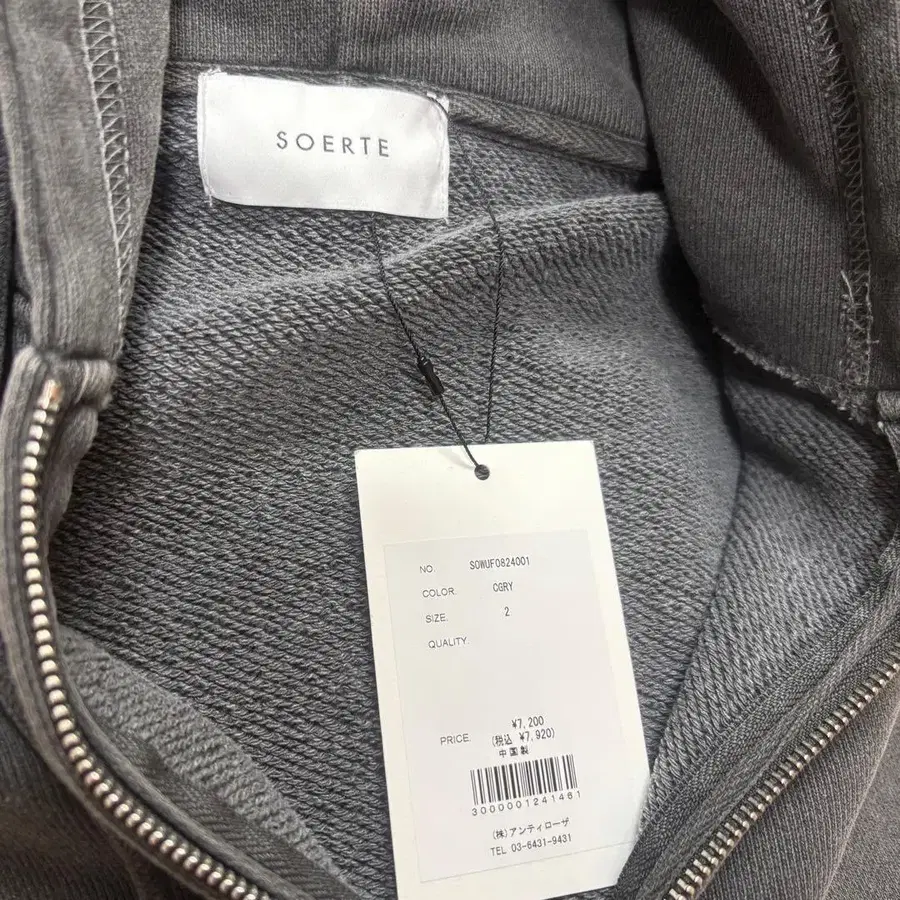 SOERTE
NO. SOWUF0824001
COLOR. CGRY
SIZE. 2
QUALITY.
¥7,200
PRICE. (税込 ¥7,920)
中国製
3000001241461
(株)アンティローザ
TEL 03-6431-9431